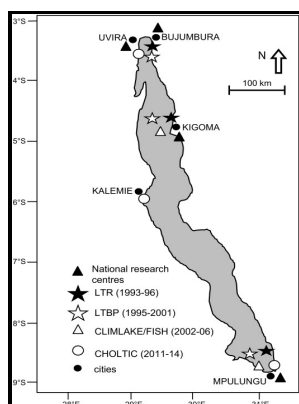 3°S
UVIRA
BUJUMBURA
N
4°S
100 km
KIGOMA
5°S
KALEMIE
6°S
National research
centres
7°S
LTR (1993-96)
LTBP (1995-2001)
CLIMLAKE/FISH (2002-06)
8°S
CHOLTIC (2011-14)
cities
MPULUNGU
9°S